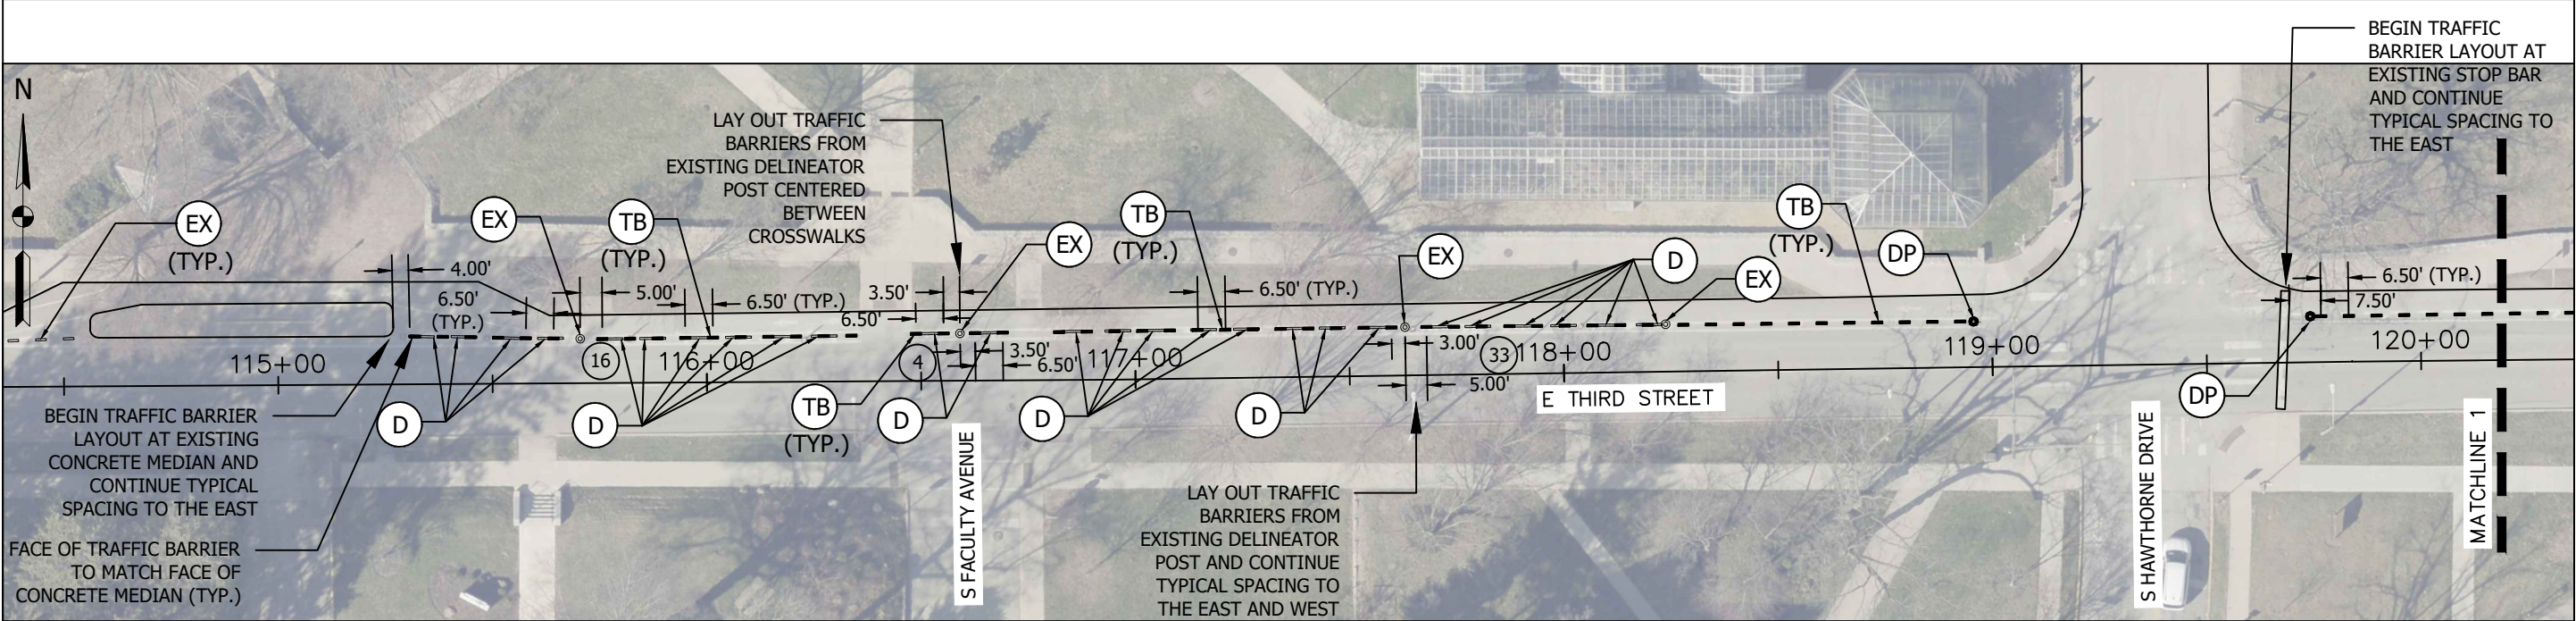 BEGIN TRAFFIC
BARRIER LAYOUT AT
EXISTING STOP BAR
AND CONTINUE
TYPICAL SPACING TO
THE EAST
N
LAY OUT TRAFFIC
BARRIERS FROM
EXISTING DELINEATOR
POST CENTERED
BETWEEN
CROSSWALKS
EX
(TYP.)
EX
TB
(TYP.)
EX
TB
(TYP.)
EX
D
EX
TB
(TYP.)
DP
4.00'
6.50'
(TYP.)
5.00'
6.50' (TYP.)
3.50'
6.50'
6.50' (TYP.)
6.50' (TYP.)
7.50'
115+00
16
116+00
4
3.50'
6.50'
117+00
3.00'
5.00'
33
118+00
119+00
120+00
E THIRD STREET
D
D
TB
(TYP.)
D
D
D
DP
BEGIN TRAFFIC BARRIER
LAYOUT AT EXISTING
CONCRETE MEDIAN AND
CONTINUE TYPICAL
SPACING TO THE EAST
FACE OF TRAFFIC BARRIER
TO MATCH FACE OF
CONCRETE MEDIAN (TYP.)
S FACULTY AVENUE
LAY OUT TRAFFIC
BARRIERS FROM
EXISTING DELINEATOR
POST AND CONTINUE
TYPICAL SPACING TO
THE EAST AND WEST
S HAWTHORNE DRIVE
MATCHLINE 1